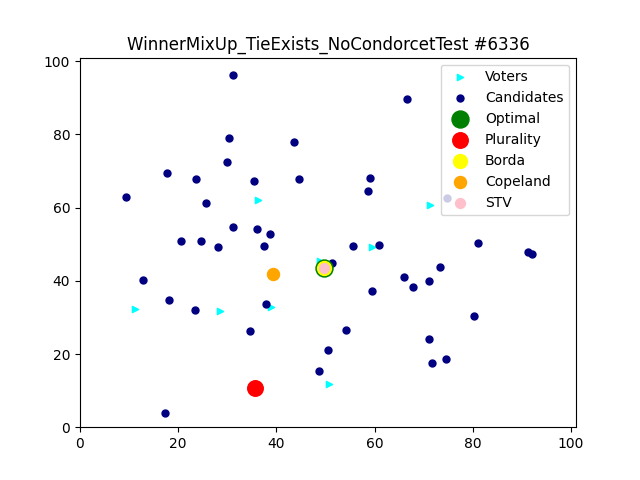 WinnerMixUp_TieExists_NoCondorcetTest #6336
Voters
Candidates
Optimal
Plurality
Borda
Copeland
STV
100
80
60
40
20
0
0 20 40 60 80 100